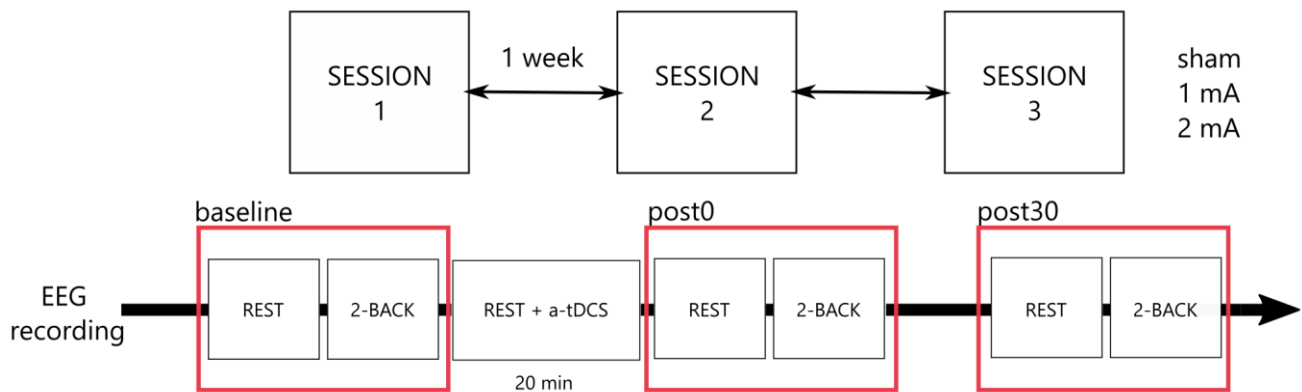 SESSION
1
1 week
SESSION
2
SESSION
3
sham
1 mA
2 mA
baseline
post0
post30
EEG
recording
REST
2-BACK
REST + a-tDCS
REST
2-BACK
REST
2-BACK
20 min